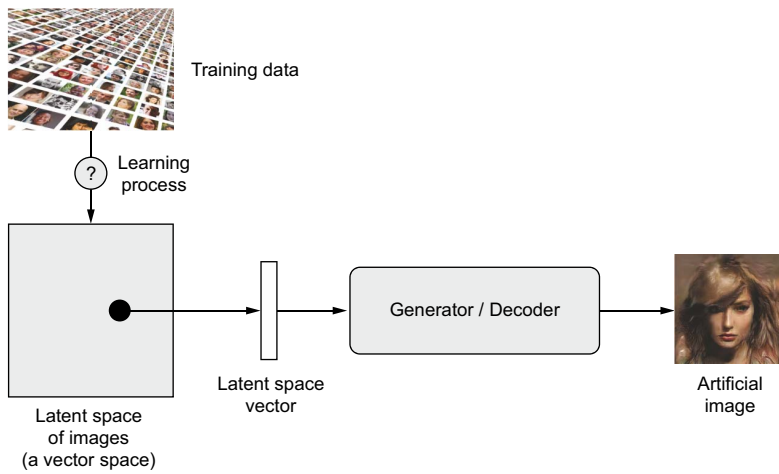 Training data
?
Learning
process
Generator / Decoder
Latent space
of images
(a vector space)
Latent space
vector
Artificial
image